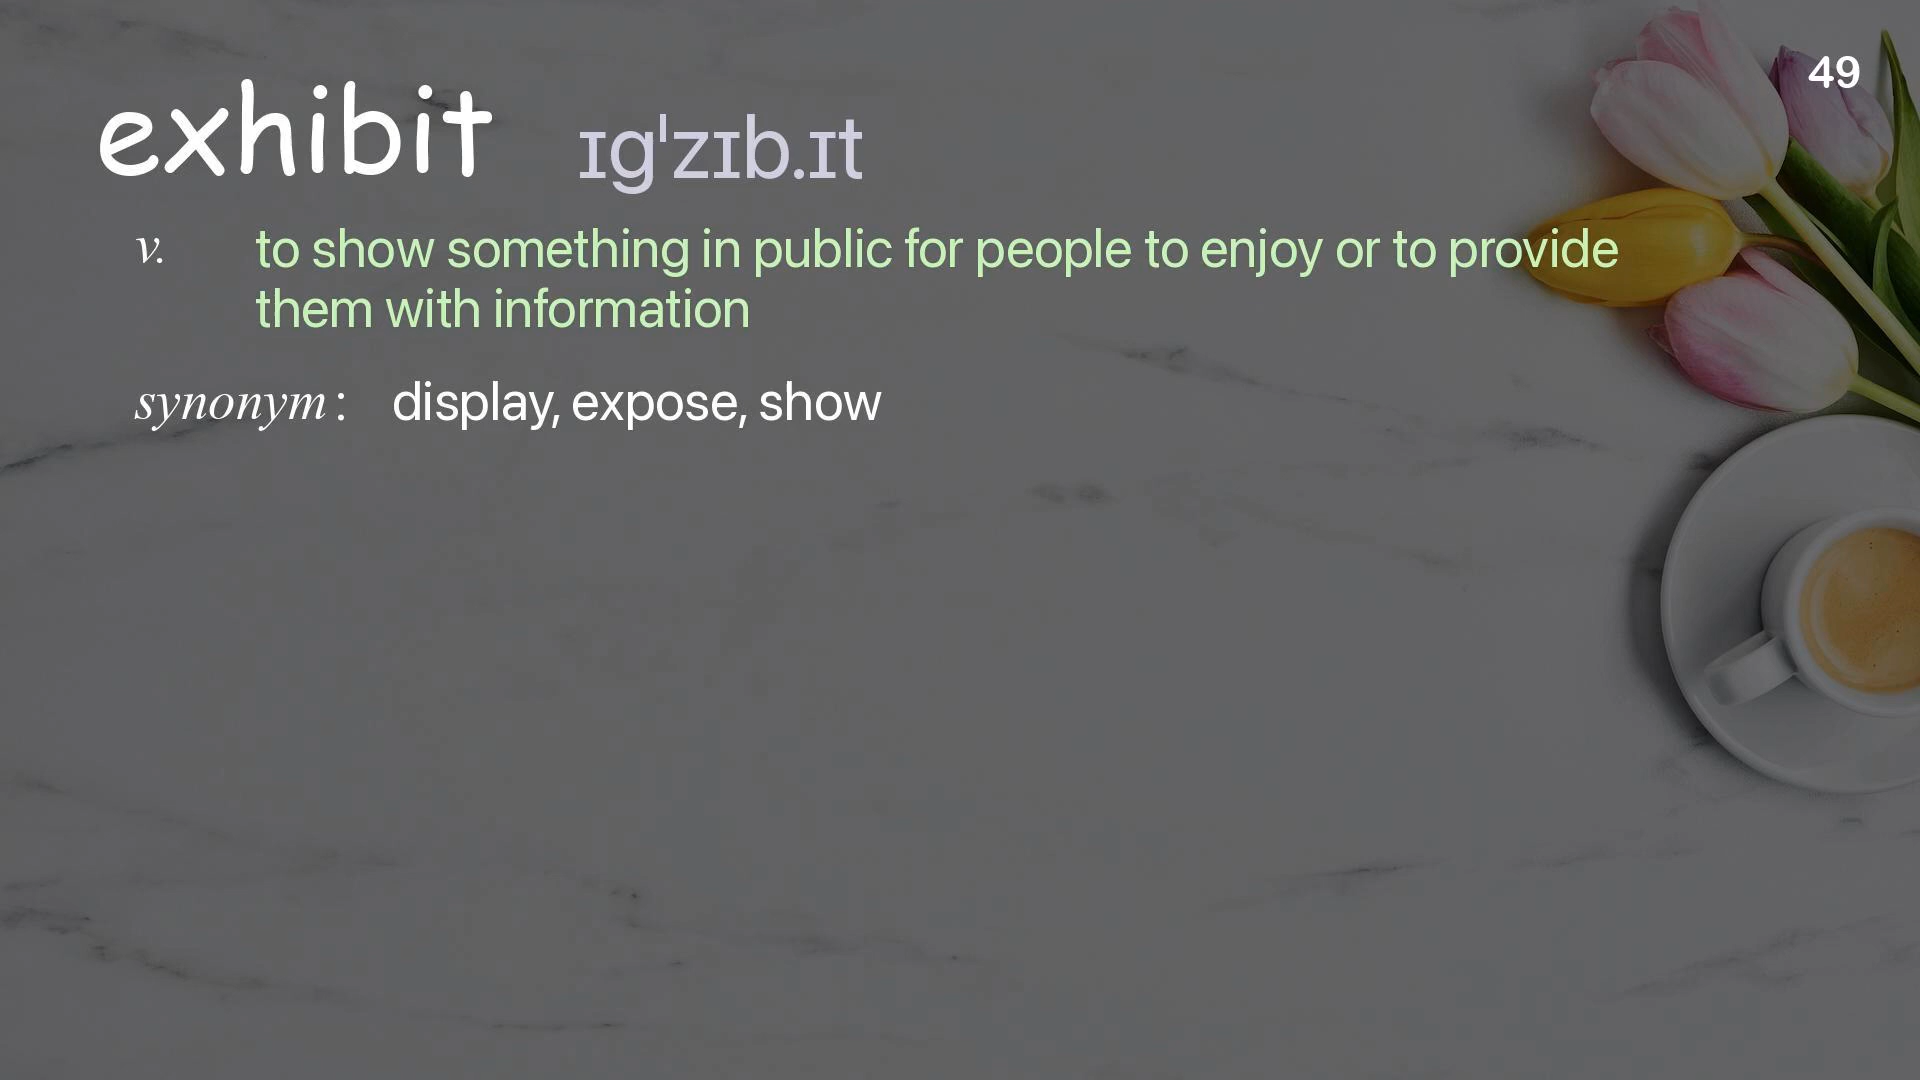 49
exhibit ɪɡˈzɪb.ɪt
v. to show something in public for people to enjoy or to provide
them with information
synonym : display, expose, show